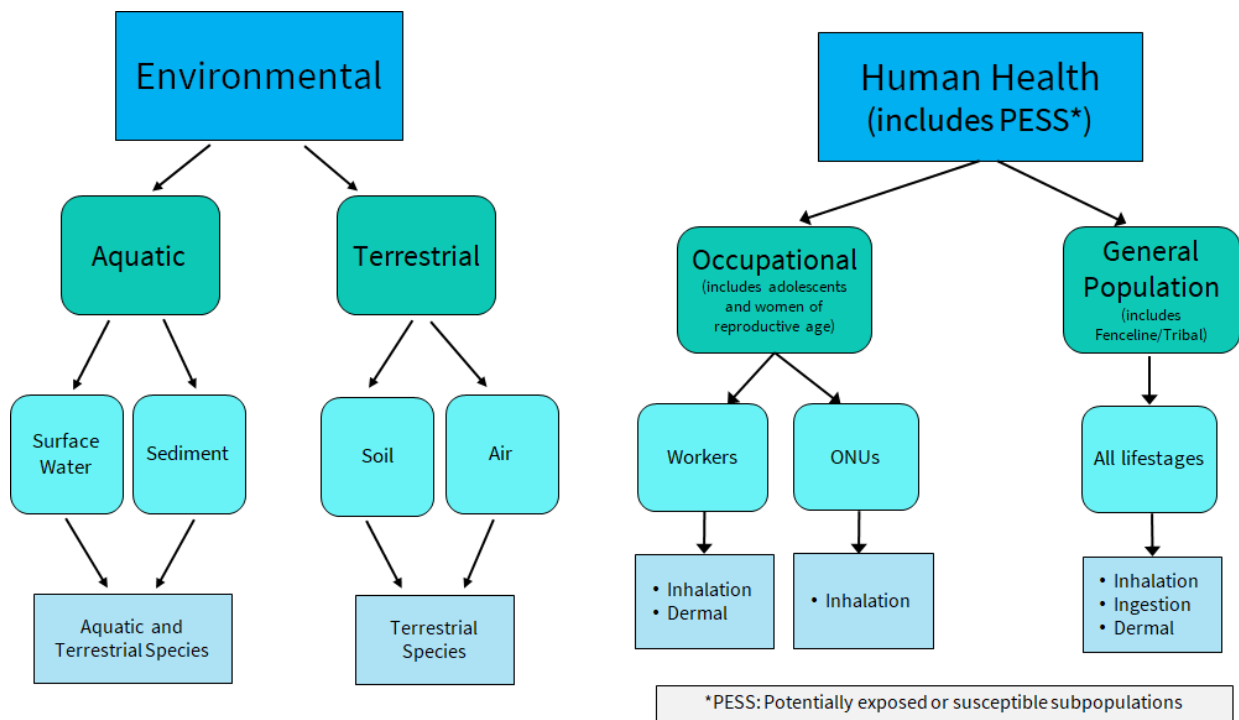 Environmental
Aquatic
Terrestrial
Surface
Water
Sediment
Soil
Air
Aquatic and
Terrestrial Species
Terrestrial
Species
Human Health
(includes PESS*)
Occupational
(includes adolescents
and women of
reproductive age)
General
Population
(includes
Fenceline/Tribal)
Workers
ONUs
All lifestages
• Inhalation
• Dermal
• Inhalation
• Inhalation
• Ingestion
• Dermal
*PESS: Potentially exposed or susceptible subpopulations